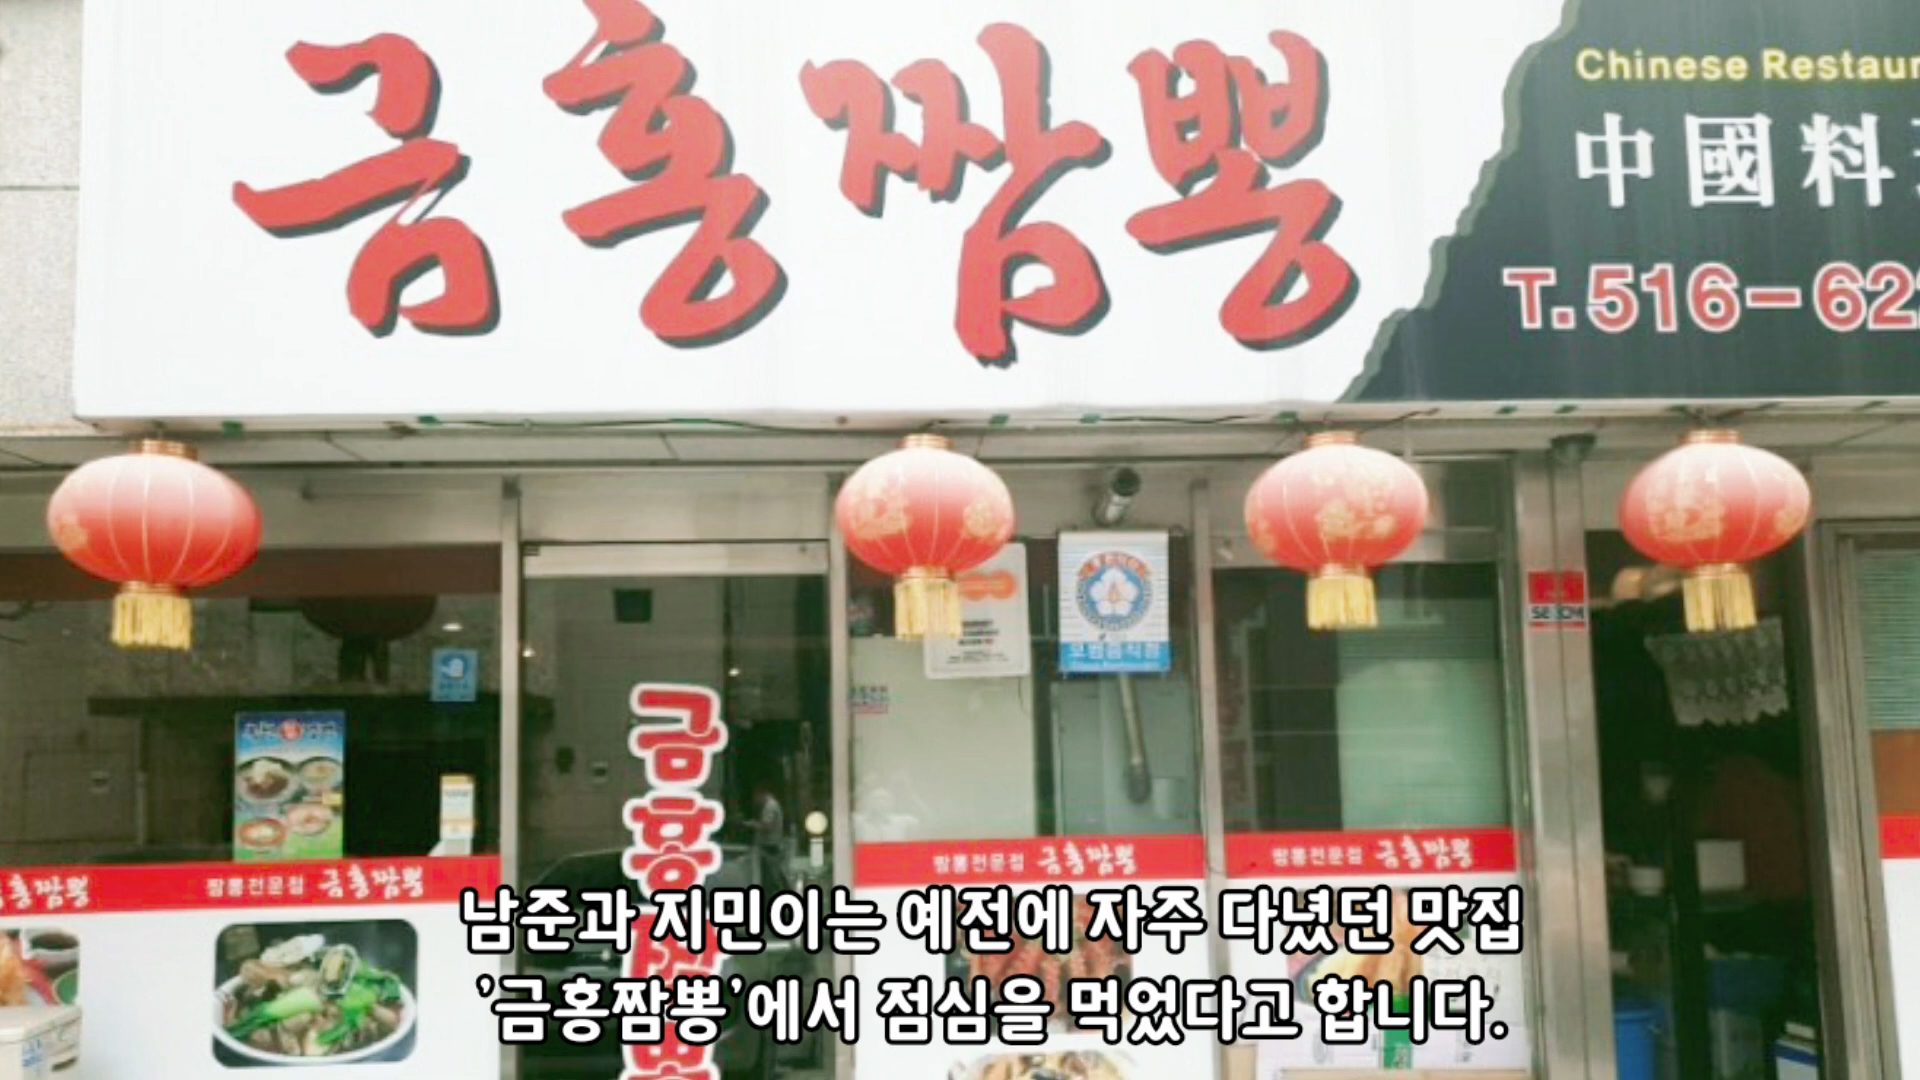 금홍짬뽕
Chinese Restaur
中國料
T.516-62
금홍짬뽕
짬뽕전문점 금홍짬뽕
짬뽕전문점 금홍짬뽕
짬뽕전문점 금홍짬뽕
남준과 지민이는 예전에 자주 다녔던 맛집
'금홍짬뽕'에서 점심을 먹었다고 합니다.